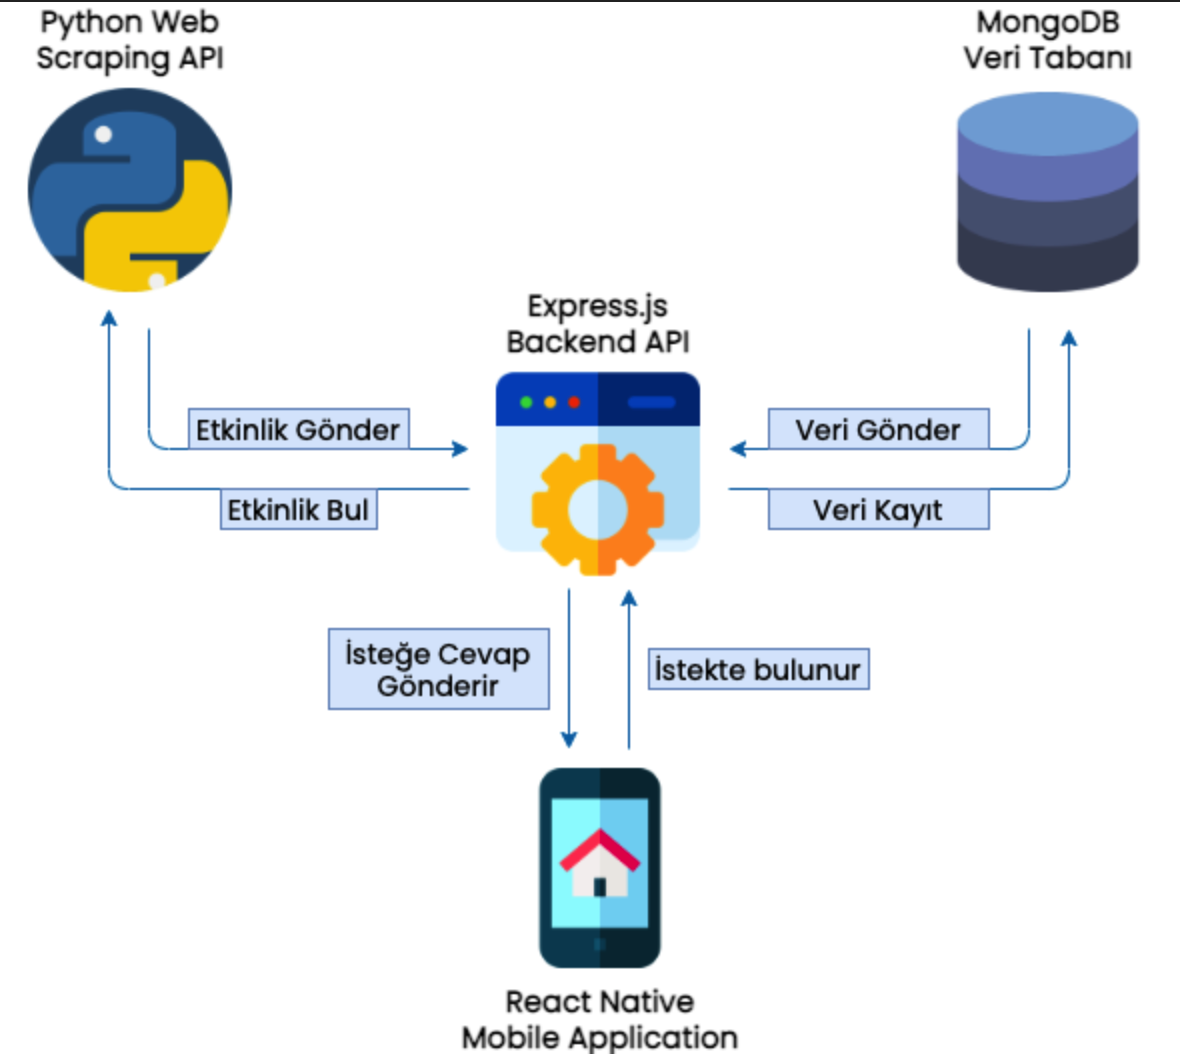 Python Web
Scraping API
MongoDB
Veri Tabanı
Express.js
Backend API
Etkinlik Gönder
Veri Gönder
Etkinlik Bul
Veri Kayıt
İsteğe Cevap
Gönderir
İstekte bulunur
React Native
Mobile Application